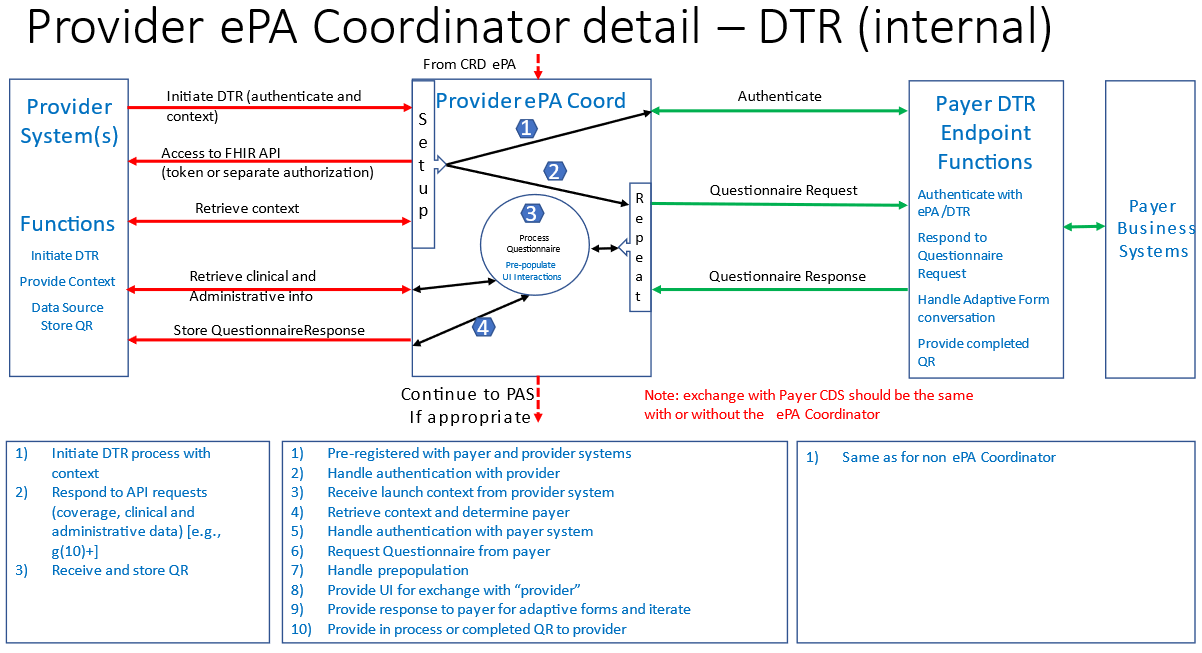 Provider ePA Coordinator detail – DTR (internal)
From CRD ePA
Provider
System(s)
Functions
Initiate DTR
Provide Context
Data Source
Store QR
Initiate DTR (authenticate and
context)
Access to FHIR API
(token or separate authorization)
Retrieve context
Retrieve clinical and
Administrative info
Store QuestionnaireResponse
Provider ePA Coord
Setup
1
2
3
Process
Questionnaire
Pre-populate
UI Interactions
4
Repeat
Authenticate
Questionnaire Request
Questionnaire Response
Payer DTR
Endpoint
Functions
Authenticate with
ePA/DTR
Respond to
Questionnaire
Request
Handle Adaptive Form
conversation
Provide completed
QR
Payer
Business
Systems
Continue to PAS
If appropriate
Note: exchange with Payer CDS should be the same
with or without the ePA Coordinator
1) Initiate DTR process with
context
2) Respond to API requests
(coverage, clinical and
administrative data) [e.g.,
g(10)+]
3) Receive and store QR
1) Pre-registered with payer and provider systems
2) Handle authentication with provider
3) Receive launch context from provider system
4) Retrieve context and determine payer
5) Handle authentication with payer system
6) Request Questionnaire from payer
7) Handle prepopulation
8) Provide UI for exchange with “provider”
9) Provide response to payer for adaptive forms and iterate
10) Provide in process or completed QR to provider
1) Same as for non ePA Coordinator